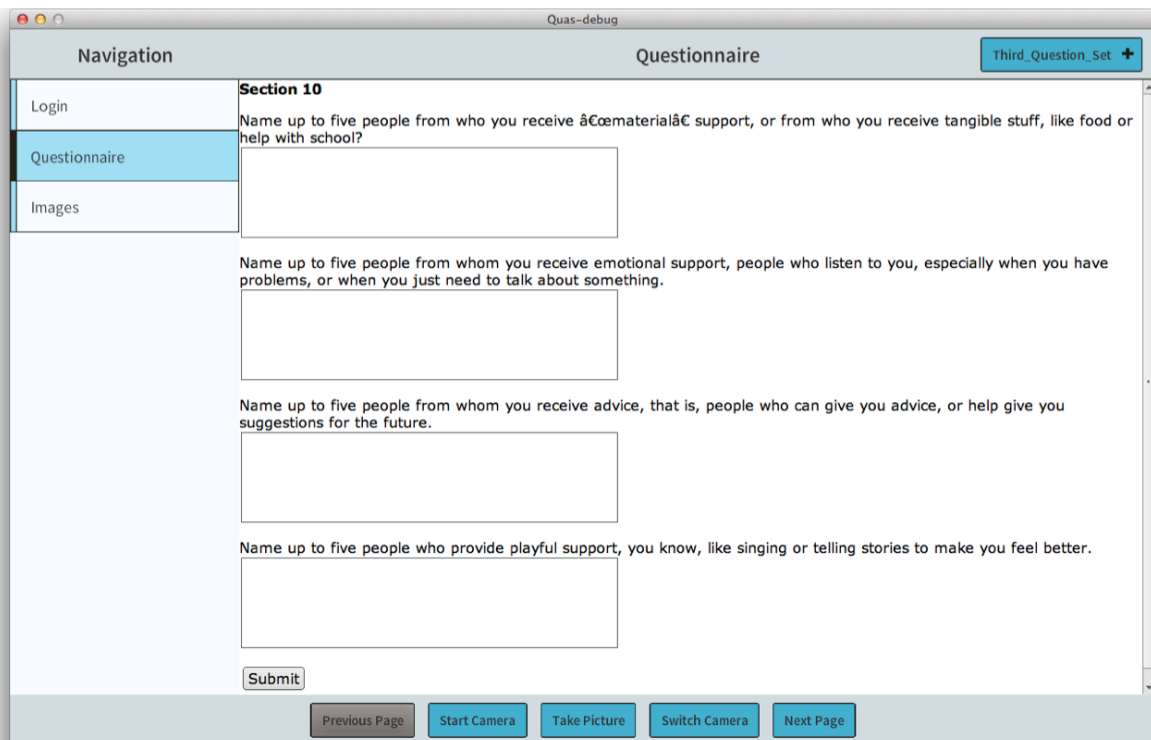 Quas-debug
Navigation
Questionnaire
Third_Question_Set +
Login
Questionnaire
Images
Section 10
Name up to five people from who you receive â€œmaterialâ€ support, or from who you receive tangible stuff, like food or
help with school?
Name up to five people from whom you receive emotional support, people who listen to you, especially when you have
problems, or when you just need to talk about something.
Name up to five people from whom you receive advice, that is, people who can give you advice, or help give you
suggestions for the future.
Name up to five people who provide playful support, you know, like singing or telling stories to make you feel better.
Submit
Previous Page
Start Camera
Take Picture
Switch Camera
Next Page